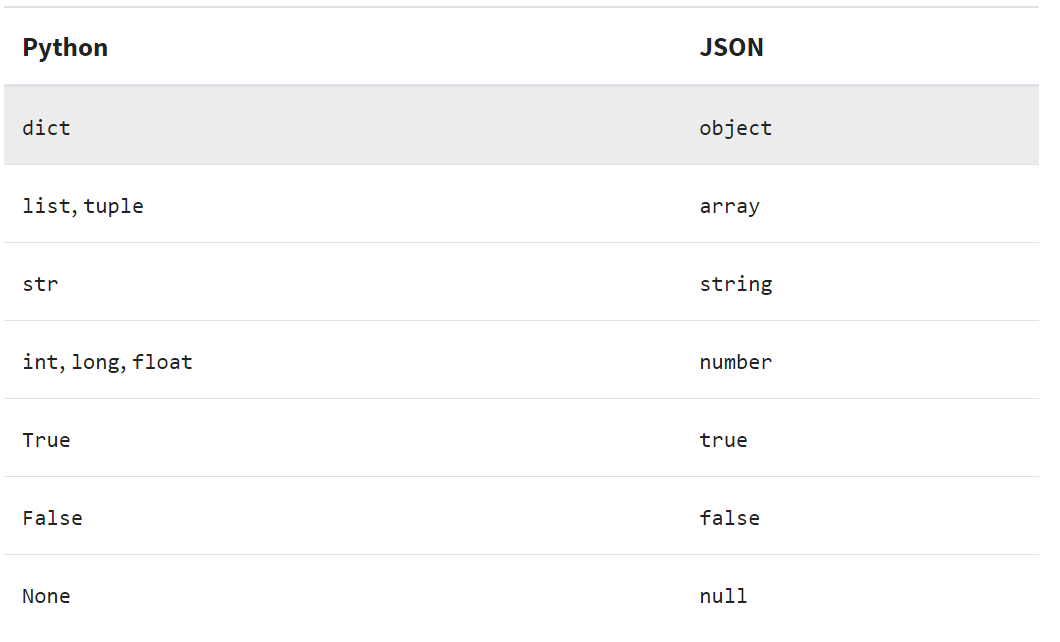 Python JSON
dict object
list, tuple array
str string
int, long, float number
True true
False false
None null